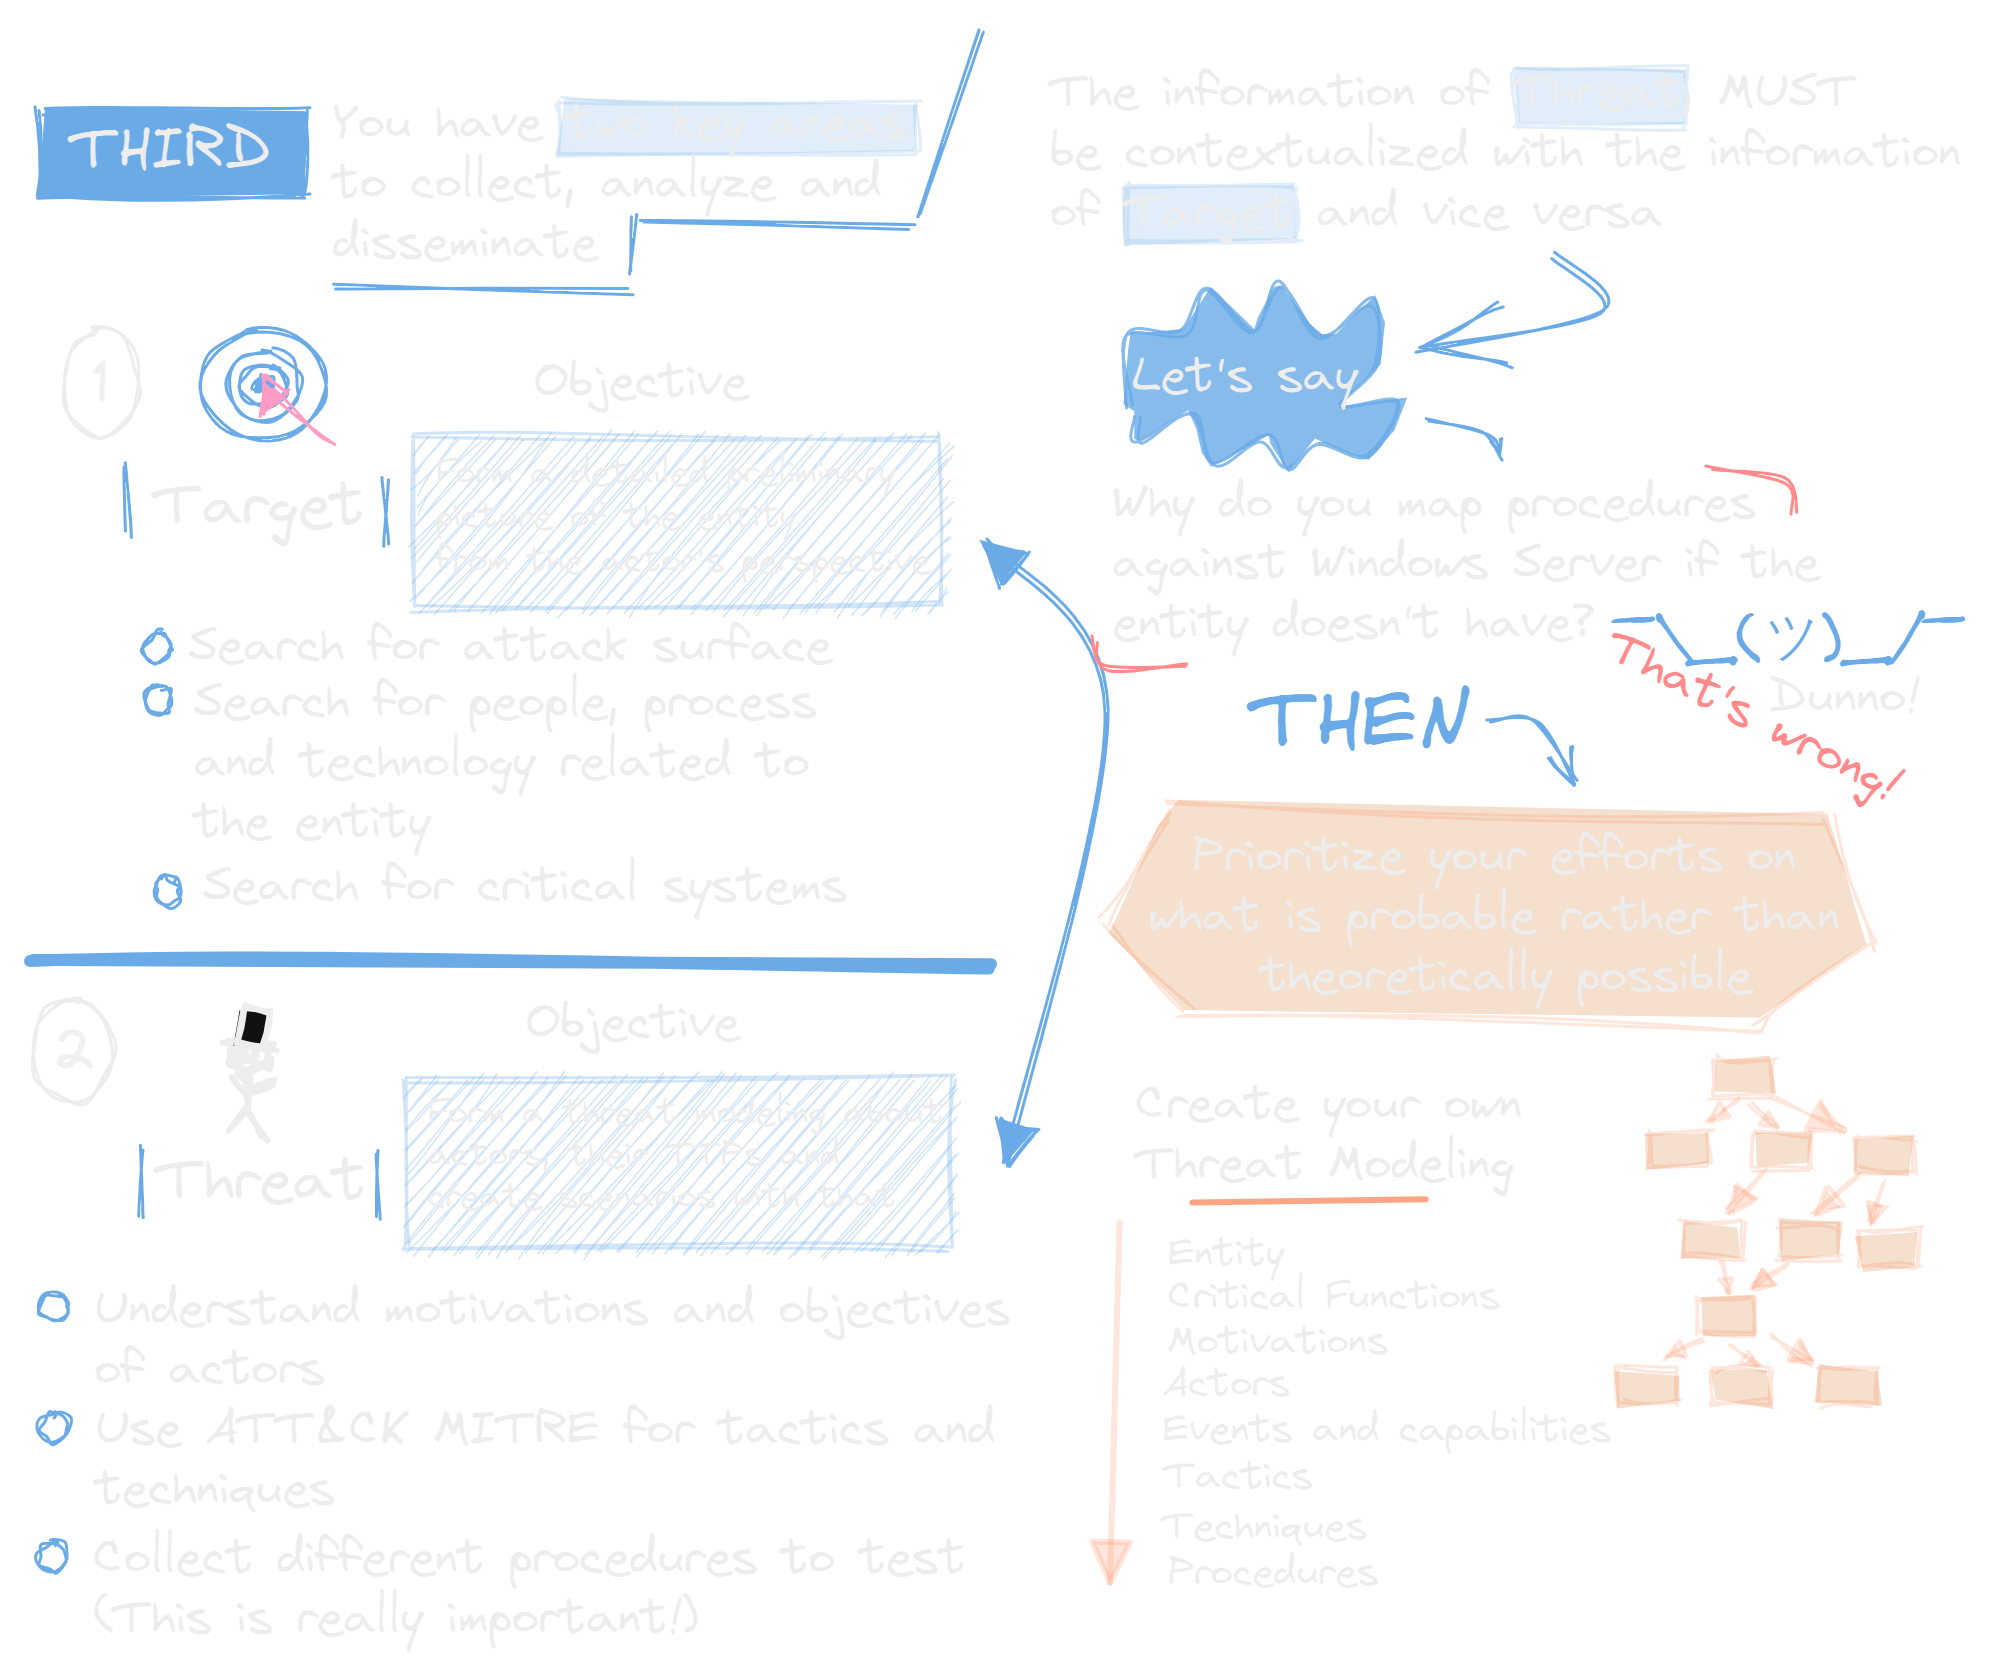 THIRD
You have two key areas
to collect, analyze and
disseminate
1
Objective
Target
Form a detailed preliminary
picture of the entity
from the actor's perspective
Search for attack surface
Search for people, process
and technology related to
the entity
Search for critical systems
2
Objective
Threat
Form a threat modeling about
actors, their TTPs and
create scenarios with that
Understand motivations and objectives
of actors
Use ATT&CK MITRE for tactics and
techniques
Collect different procedures to test
(This is really important!)
The information of Threat MUST
be contextualized with the information
of Target and vice versa
Let's say
Why do you map procedures
against Windows Server if the
entity doesn't have?
¯\_(ツ)_/¯
Dunno!
That's wrong!
THEN
Prioritize your efforts on
what is probable rather than
theoretically possible
Create your own
Threat Modeling
Entity
Critical Functions
Motivations
Actors
Events and capabilities
Tactics
Techniques
Procedures